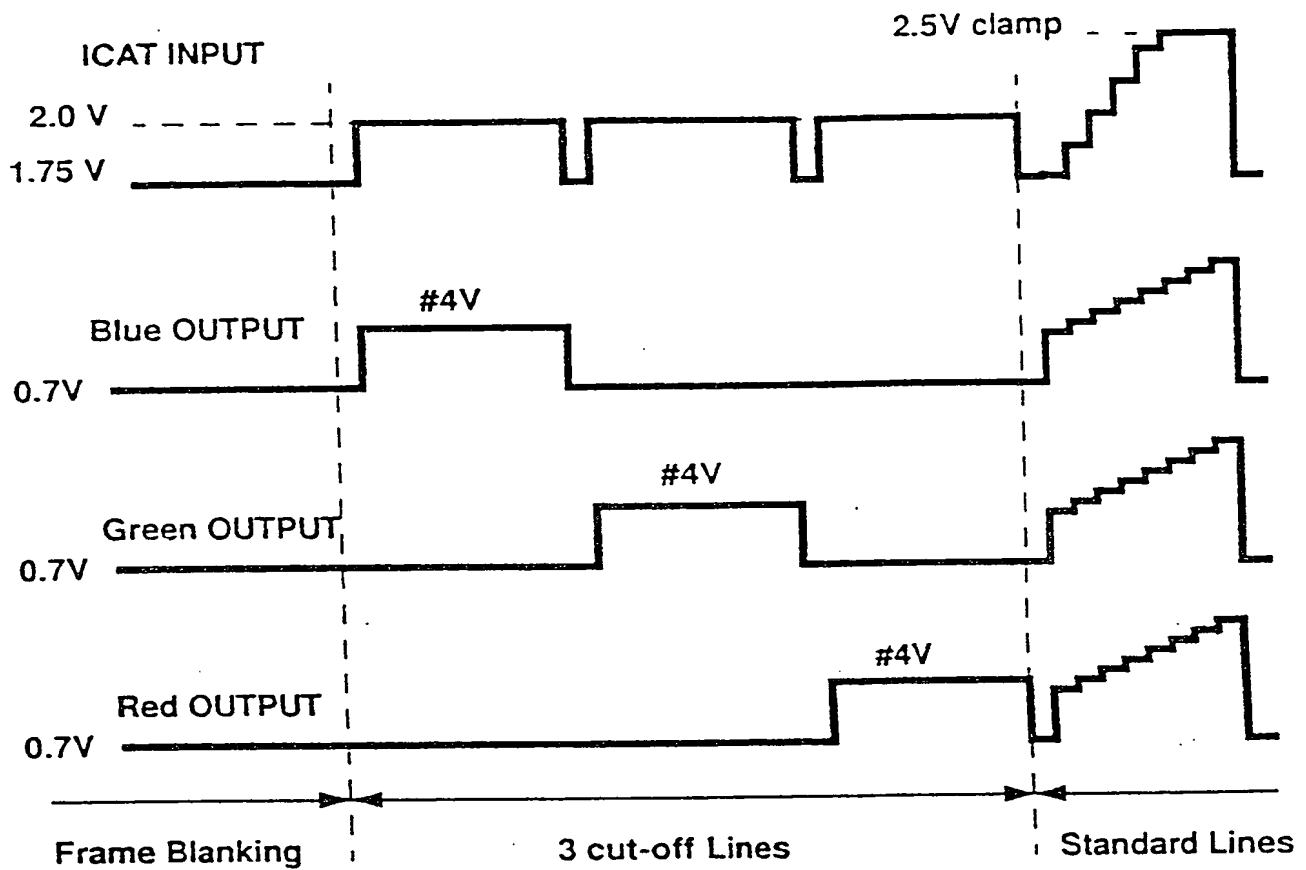 2.5V clamp
ICAT INPUT
2.0 V
1.75 V
#4V
Blue OUTPUT
0.7V
#4V
Green OUTPUT
0.7V
#4V
Red OUTPUT
0.7V
Frame Blanking
3 cut-off Lines
Standard Lines